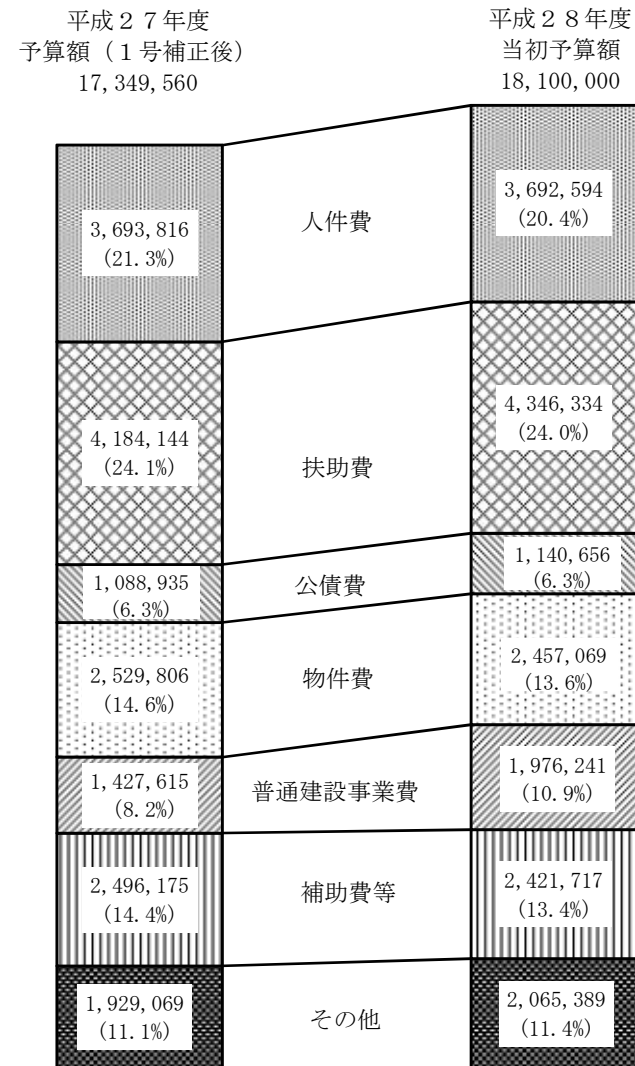 平成２７年度
予算額（１号補正後）
17,349,560
平成２８年度
当初予算額
18,100,000
3,693,816
(21.3%)
人件費
3,692,594
(20.4%)
4,184,144
(24.1%)
扶助費
4,346,334
(24.0%)
1,088,935
(6.3%)
公債費
1,140,656
(6.3%)
2,529,806
(14.6%)
物件費
2,457,069
(13.6%)
1,427,615
(8.2%)
普通建設事業費
1,976,241
(10.9%)
2,496,175
(14.4%)
補助費等
2,421,717
(13.4%)
1,929,069
(11.1%)
その他
2,065,389
(11.4%)